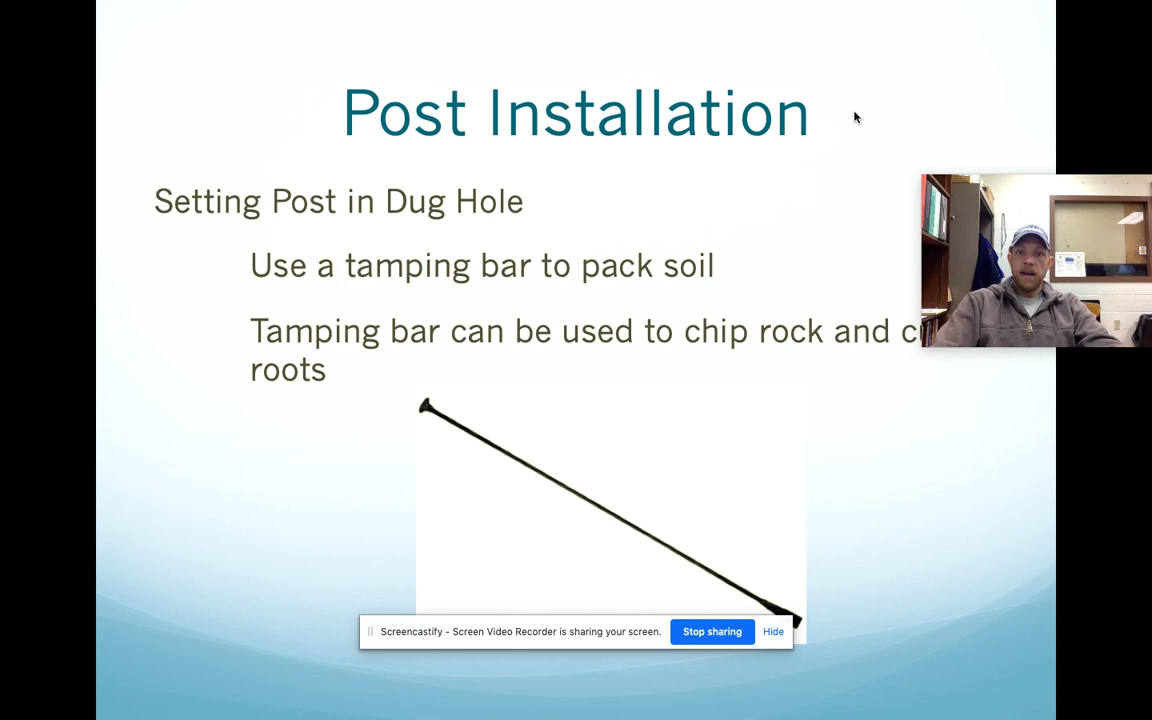 Post Installation
Setting Post in Dug Hole
Use a tamping bar to pack soil
Tamping bar can be used to chip rock and
roots
Screencastify - Screen Video Recorder is sharing your screen.
Stop sharing
Hide